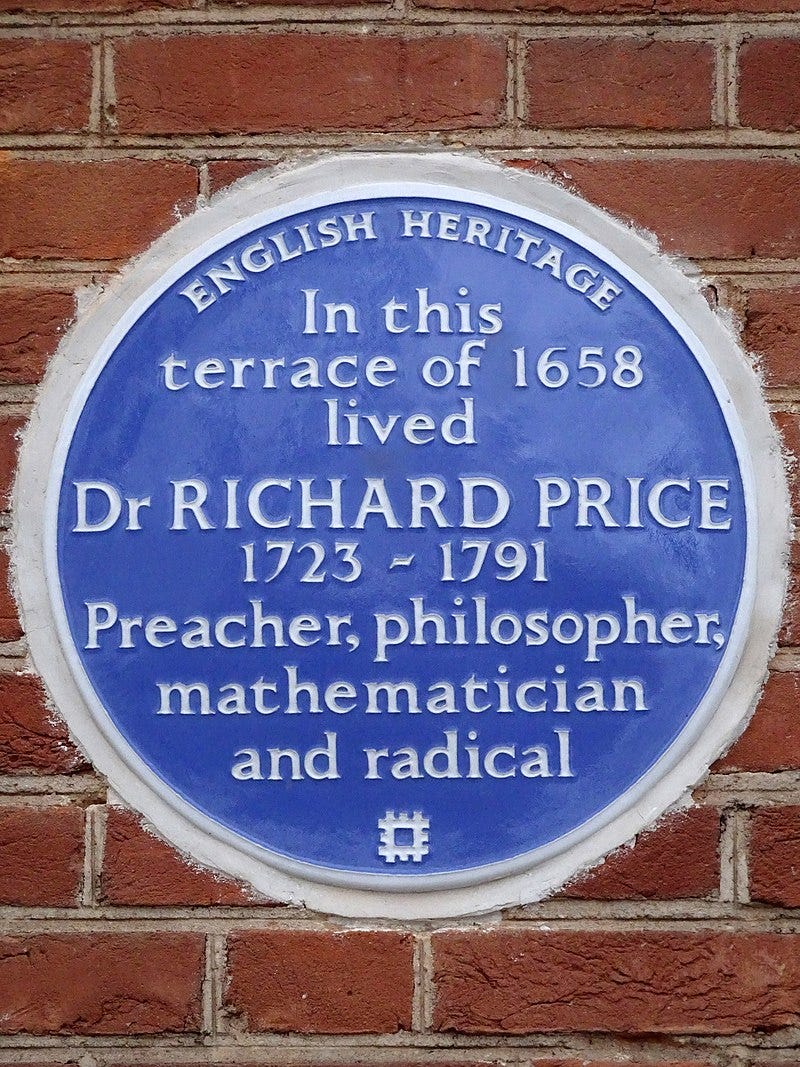 ENGLISH HERITAGE
In this
terrace of 1658
lived
Dr RICHARD PRICE
1723 - 1791
Preacher, philosopher,
mathematician
and radical